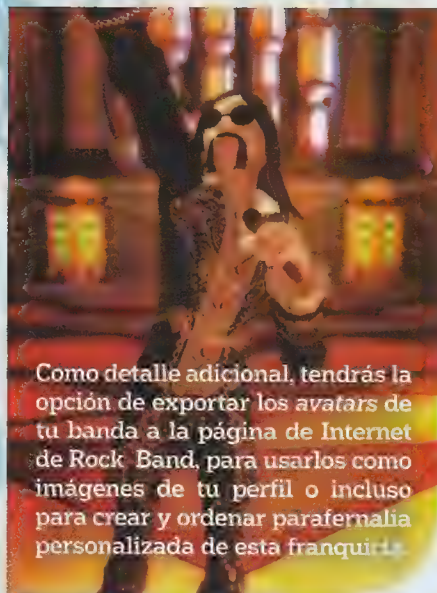 Como detalle adicional, tendrás la
opción de exportar los avatars de
tu banda a la página de Internet
de Rock Band, para usarlos como
imágenes de tu perfil o incluso
para crear y ordenar parafernalia
personalizada de esta franquicia.